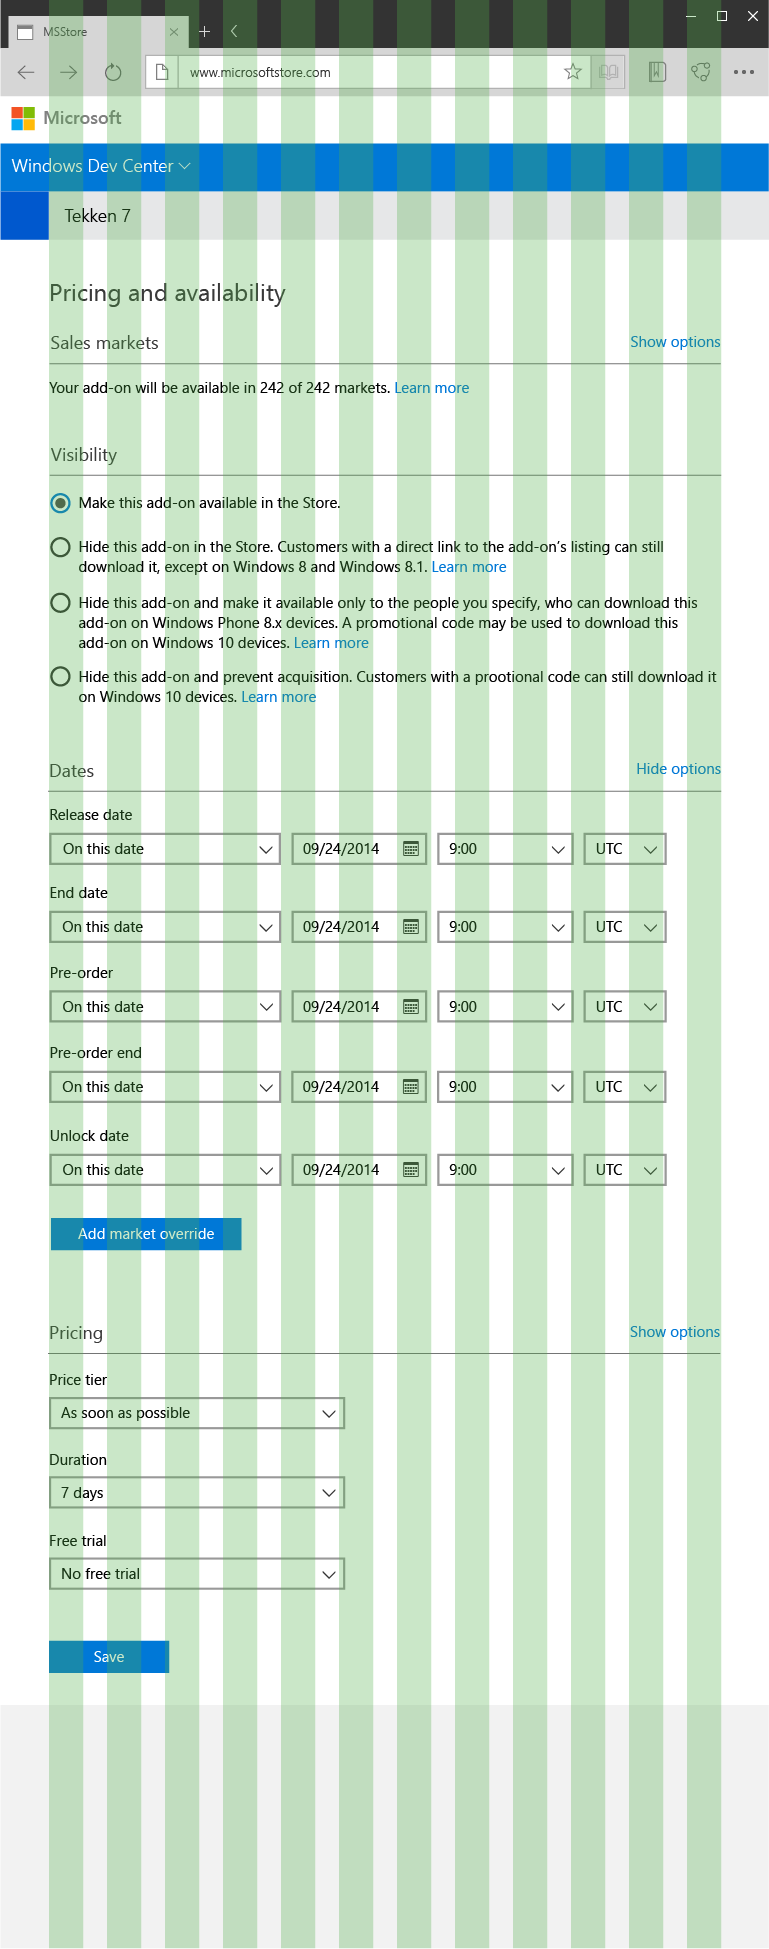 MSStore
www.microsoftstore.com
Microsoft
Windows Dev Center
Tekken 7
Pricing and availability
Sales markets
Show options
Your add-on will be available in 242 of 242 markets. Learn more
Visibility
Make this add-on available in the Store.
Hide this add-on in the Store. Customers with a direct link to the add-on's listing can still
download it, except on Windows 8 and Windows 8.1. Learn more
Hide this add-on and make it available only to the people you specify, who can download this
add-on on Windows Phone 8.x devices. A promotional code may be used to download this
add-on on Windows 10 devices. Learn more
Hide this add-on and prevent acquisition. Customers with a prootional code can still download it
on Windows 10 devices. Learn more
Dates
Hide options
Release date
On this date 09/24/2014 9:00 UTC
End date
On this date 09/24/2014 9:00 UTC
Pre-order
On this date 09/24/2014 9:00 UTC
Pre-order end
On this date 09/24/2014 9:00 UTC
Unlock date
On this date 09/24/2014 9:00 UTC
Add market override
Pricing
Show options
Price tier
As soon as possible
Duration
7 days
Free trial
No free trial
Save